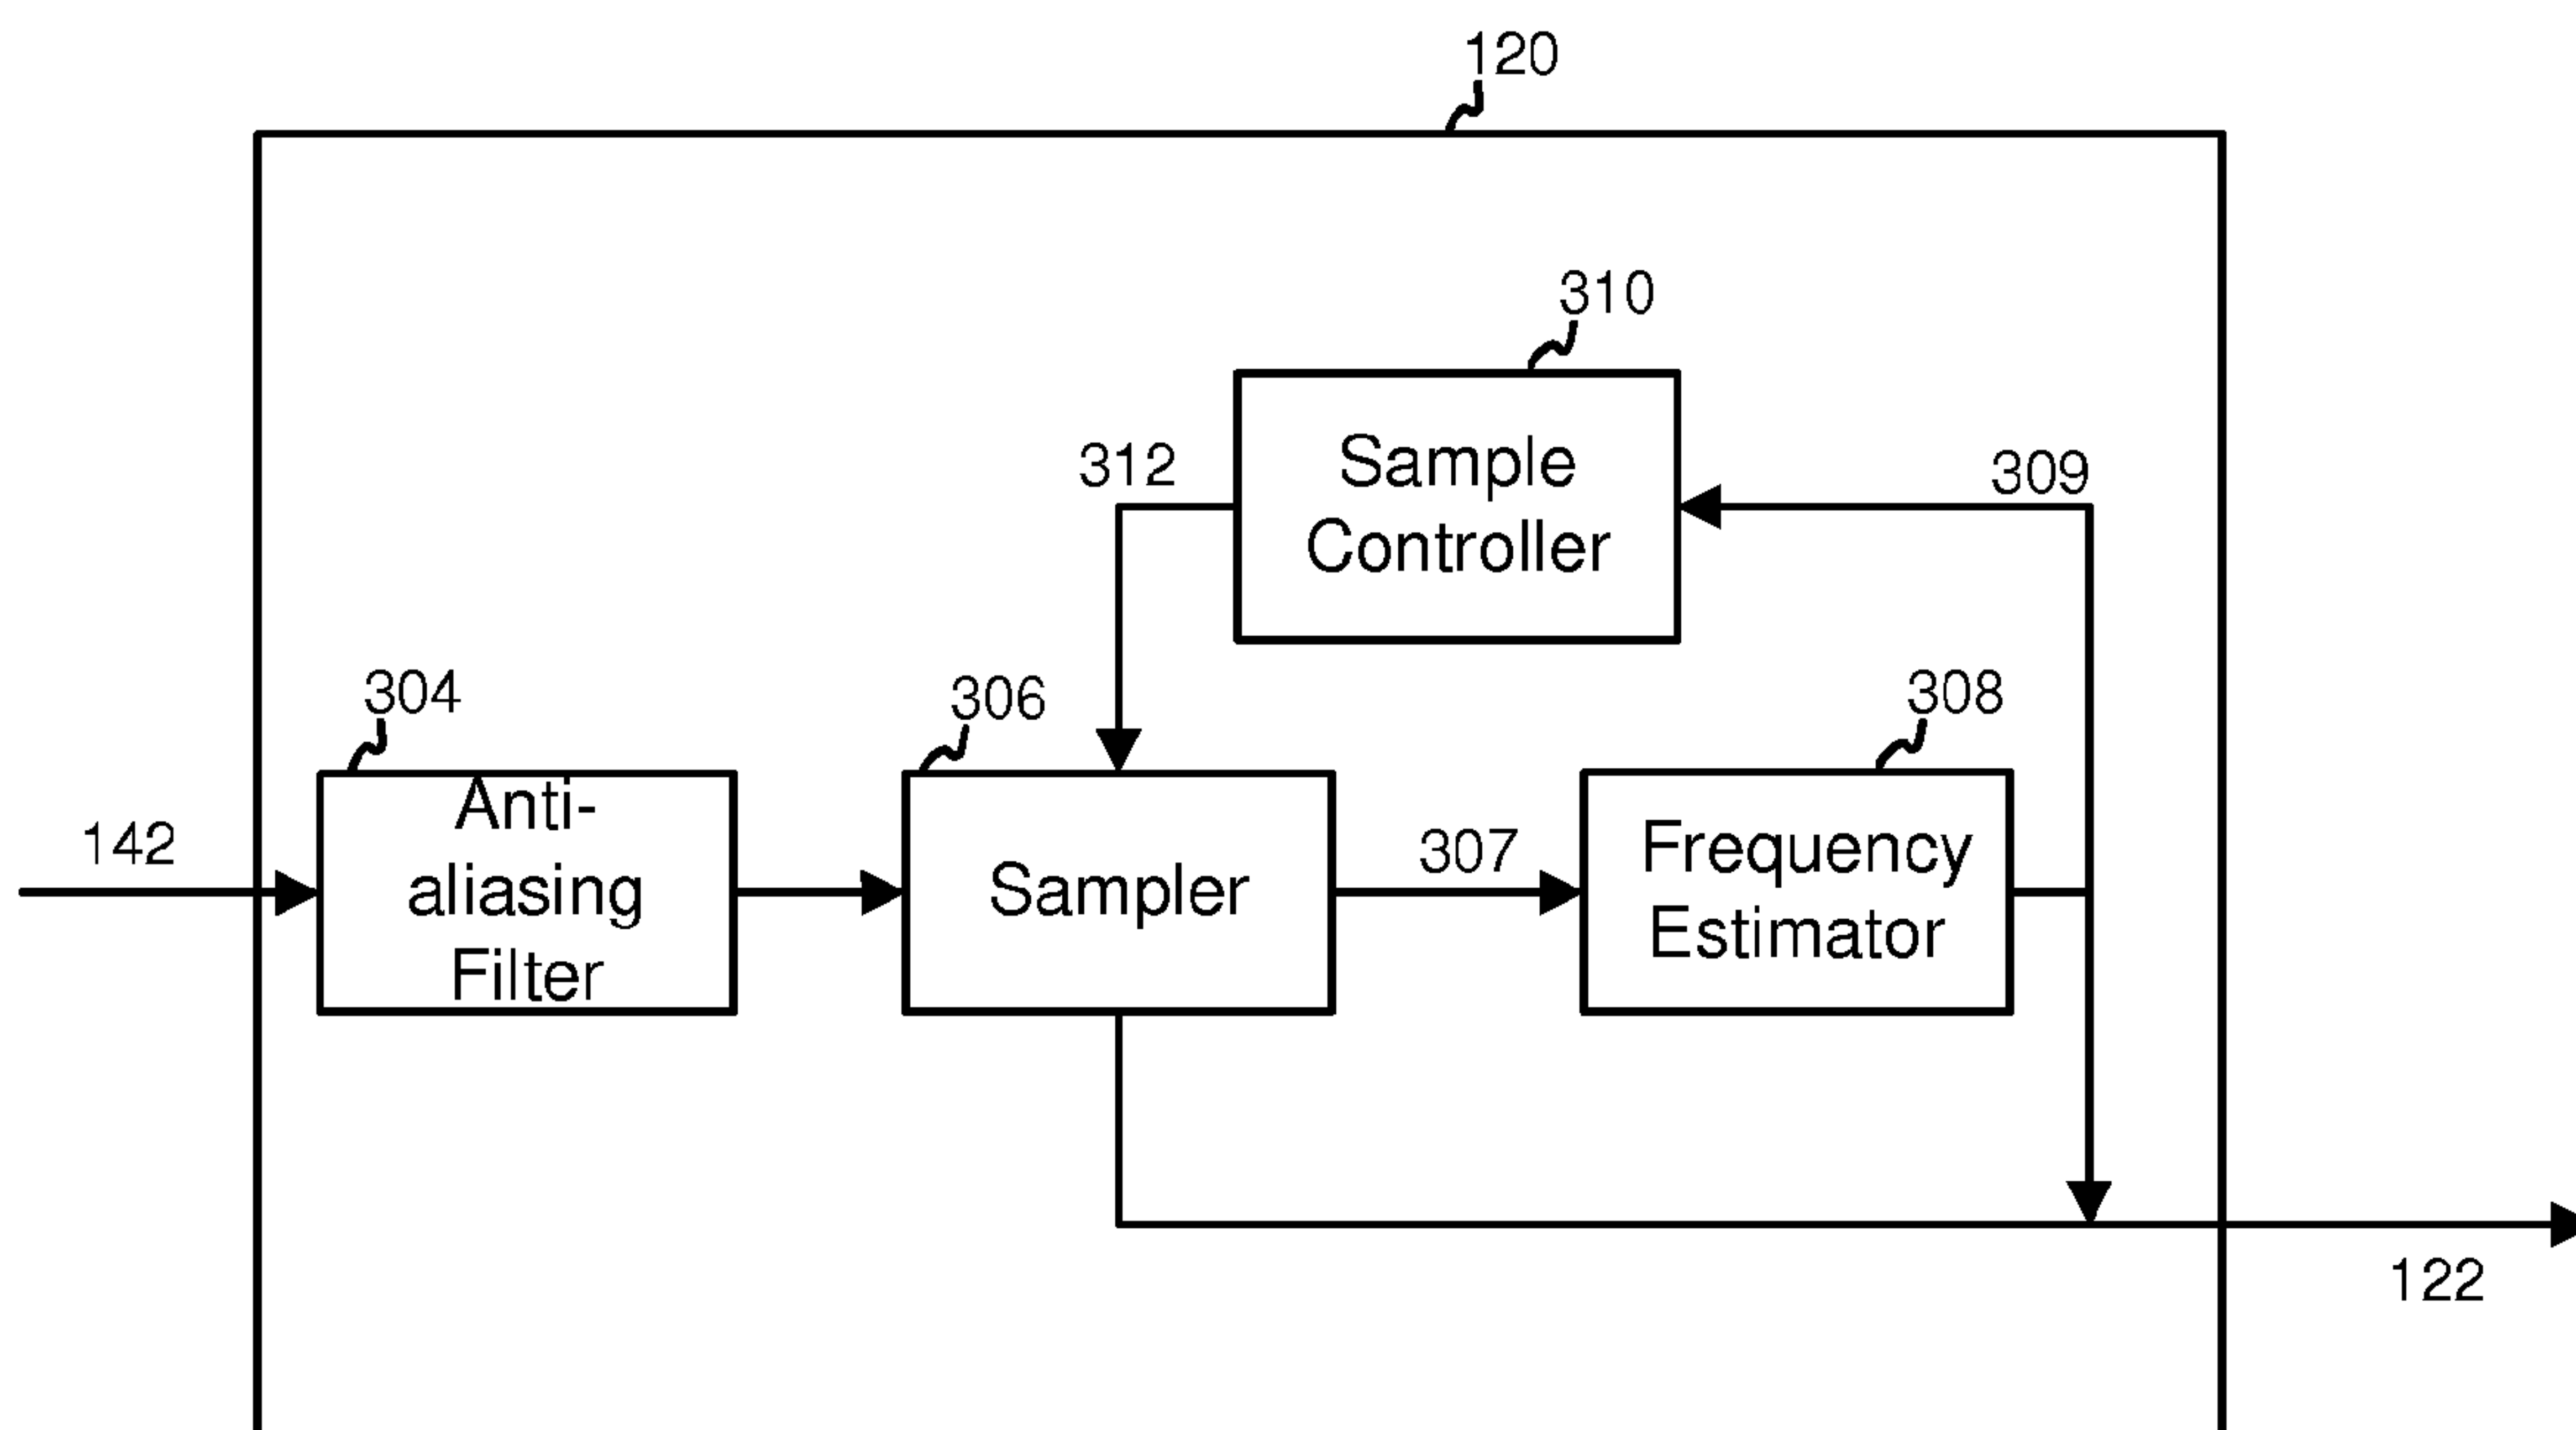 120
310
Sample
Controller
312
309
304
306
308
142
Anti-
aliasing
Filter
Sampler
307
Frequency
Estimator
122